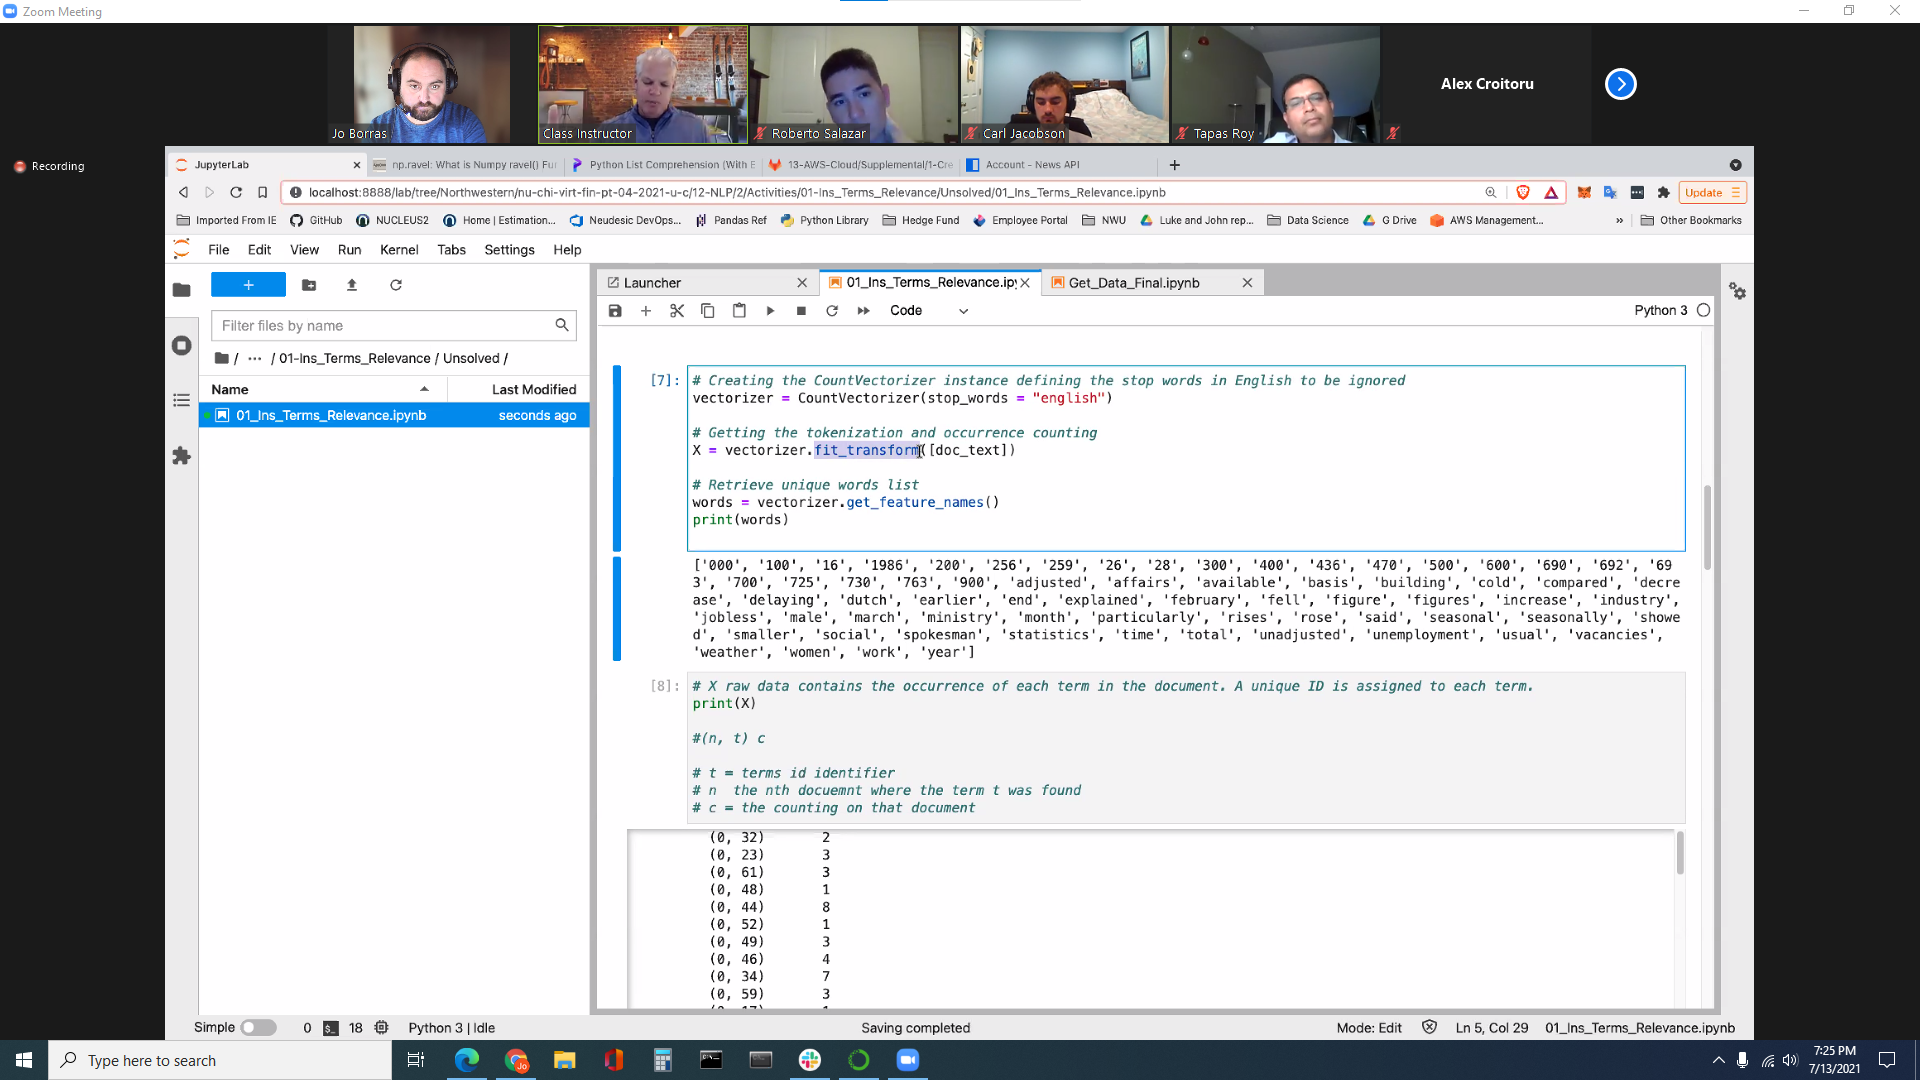 Zoom Meeting
Jo Borras
Class Instructor
Roberto Salazar
Carl Jacobson
Tapas Roy
Alex Croitoru
Recording
JupyterLab
np.ravel: What is Numpy ravel() Fun
Python List Comprehension (With E
13-AWS-Cloud/Supplemental/1-Cre
Account - News API
localhost:8888/lab/tree/Northwestern/nu-chi-virt-fin-pt-04-2021-u-c/12-NLP/2/Activities/01-Ins_Terms_Relevance/Unsolved/01_Ins_Terms_Relevance.ipynb
Update
Imported From IE
GitHub
NUCLEUS2
Home | Estimation...
Neudesic DevOps...
Pandas Ref
Python Library
Hedge Fund
Employee Portal
NWU
Luke and John rep...
Data Science
G Drive
AWS Management...
»
Other Bookmarks
File Edit View Run Kernel Tabs Settings Help
Launcher
01_Ins_Terms_Relevance.ipy
Get_Data_Final.ipynb
Filter files by name
Code
Python 3
/ ··· / 01-Ins_Terms_Relevance / Unsolved /
Name Last Modified
01_Ins_Terms_Relevance.ipynb seconds ago
[7]:
# Creating the CountVectorizer instance defining the stop words in English to be ignored
vectorizer = CountVectorizer(stop_words = "english")
# Getting the tokenization and occurrence counting
X = vectorizer.fit_transform([doc_text])
# Retrieve unique words list
words = vectorizer.get_feature_names()
print(words)
['000', '100', '16', '1986', '200', '256', '259', '26', '28', '300', '400', '436', '470', '500', '600', '690', '692', '69
3', '700', '725', '730', '763', '900', 'adjusted', 'affairs', 'available', 'basis', 'building', 'cold', 'compared', 'decre
ase', 'delaying', 'dutch', 'earlier', 'end', 'explained', 'february', 'fell', 'figure', 'figures', 'increase', 'industry',
'jobless', 'male', 'march', 'ministry', 'month', 'particularly', 'rises', 'rose', 'said', 'seasonal', 'seasonally', 'showe
d', 'smaller', 'social', 'spokesman', 'statistics', 'time', 'total', 'unadjusted', 'unemployment', 'usual', 'vacancies',
'weather', 'women', 'work', 'year']
[8]:
# X raw data contains the occurrence of each term in the document. A unique ID is assigned to each term.
print(X)
#(n, t) c
# t = terms id identifier
# n  the nth docuemnt where the term t was found
# c = the counting on that document
(0, 32) 2
(0, 23) 3
(0, 61) 3
(0, 48) 1
(0, 44) 8
(0, 52) 1
(0, 49) 3
(0, 46) 4
(0, 34) 7
(0, 59) 3
Simple 0 18 Python 3 | Idle
Saving completed
Mode: Edit
Ln 5, Col 29
01_Ins_Terms_Relevance.ipynb
Type here to search
7:25 PM
7/13/2021